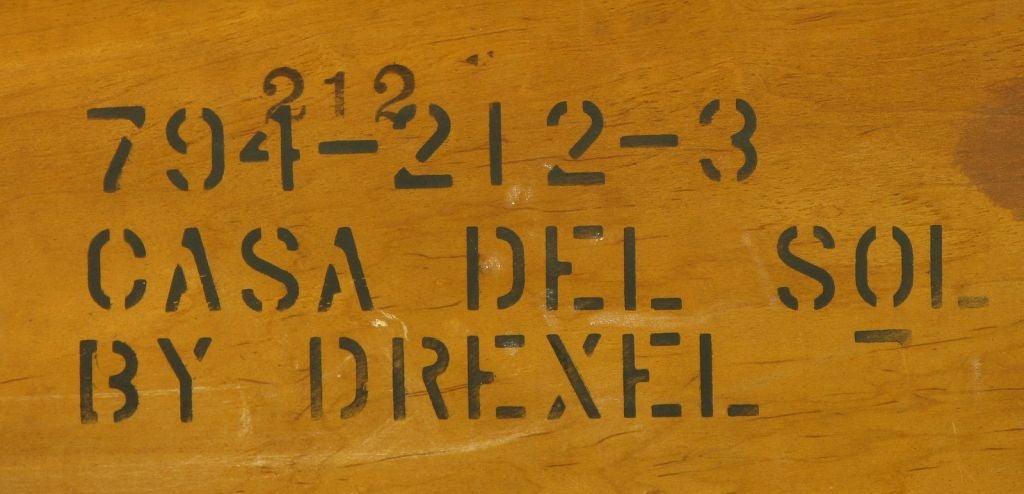 212
794-212-3
CASA DEL SOL
BY DREXEL